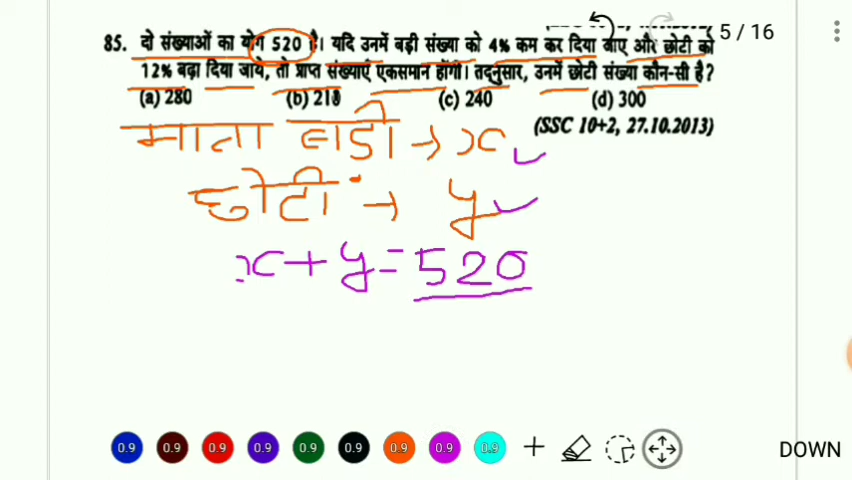 5 / 16
85. दो संख्याओं का योग 520 है। यदि उनमें बड़ी संख्या को 4% कम कर दिया जाए और छोटी को
12% बढ़ा दिया जाये, तो प्राप्त संख्याएँ एकसमान होंगी। तद्नुसार, उनमें छोटी संख्या कौन-सी है?
(a) 280 (b) 218 (c) 240 (d) 300
(SSC 10+2, 27.10.2013)
माना बडी → x
छोटी → y
x + y = 520
0.9 0.9 0.9 0.9 0.9 0.9 0.9 0.9 0.9
DOWN